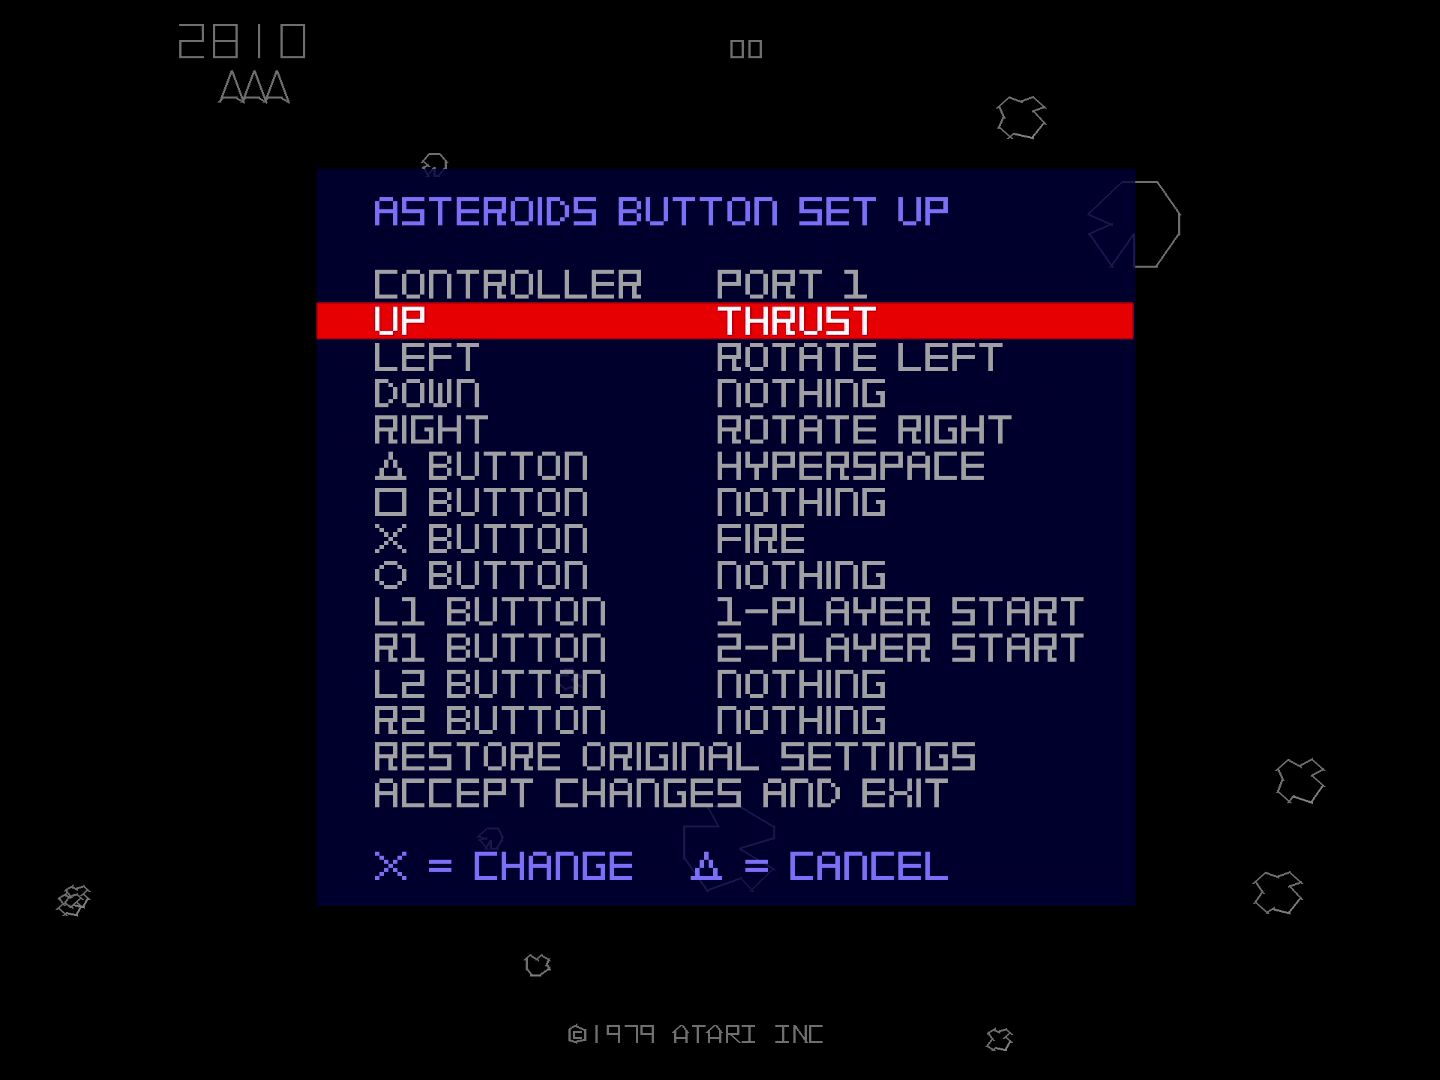 2810 00
ASTEROIDS BUTTON SET UP
CONTROLLER PORT 1
UP THRUST
LEFT ROTATE LEFT
DOWN NOTHING
RIGHT ROTATE RIGHT
△ BUTTON HYPERSPACE
□ BUTTON NOTHING
X BUTTON FIRE
○ BUTTON NOTHING
L1 BUTTON 1-PLAYER START
R1 BUTTON 2-PLAYER START
L2 BUTTON NOTHING
R2 BUTTON NOTHING
RESTORE ORIGINAL SETTINGS
ACCEPT CHANGES AND EXIT
X = CHANGE △ = CANCEL
©1979 ATARI INC